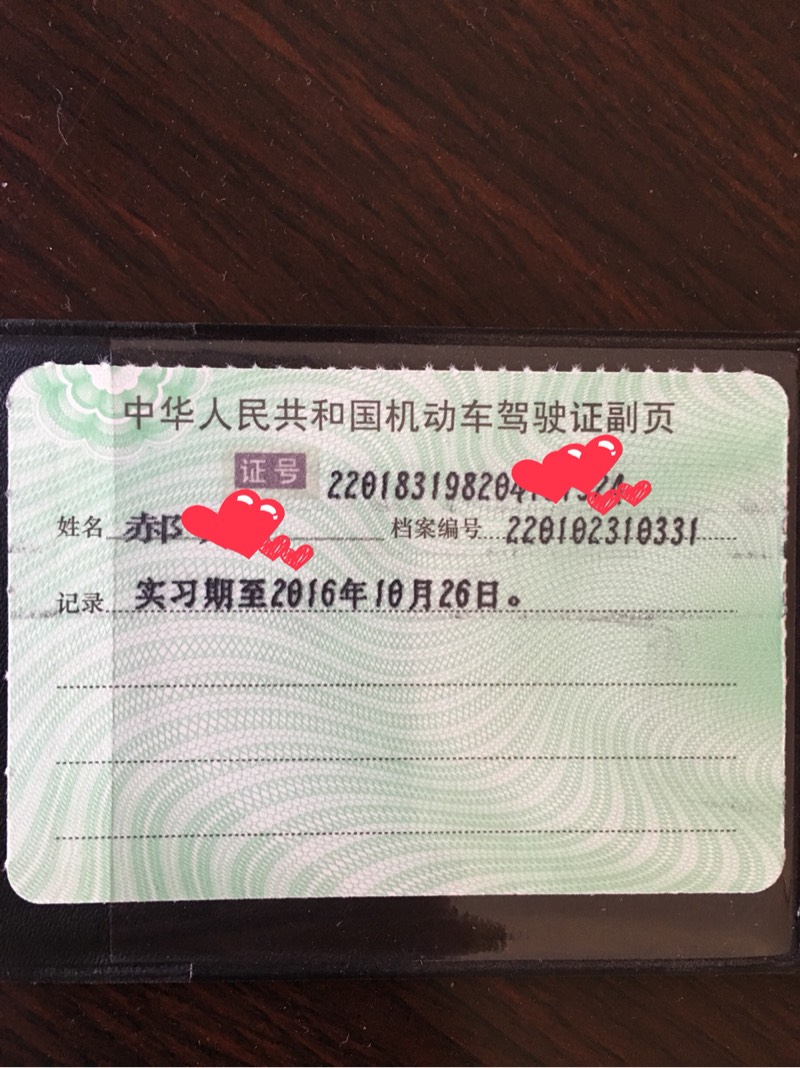 中华人民共和国机动车驾驶证副页
证号 22018319820
姓名 档案编号 220102310331
记录 实习期至2016年10月26日。